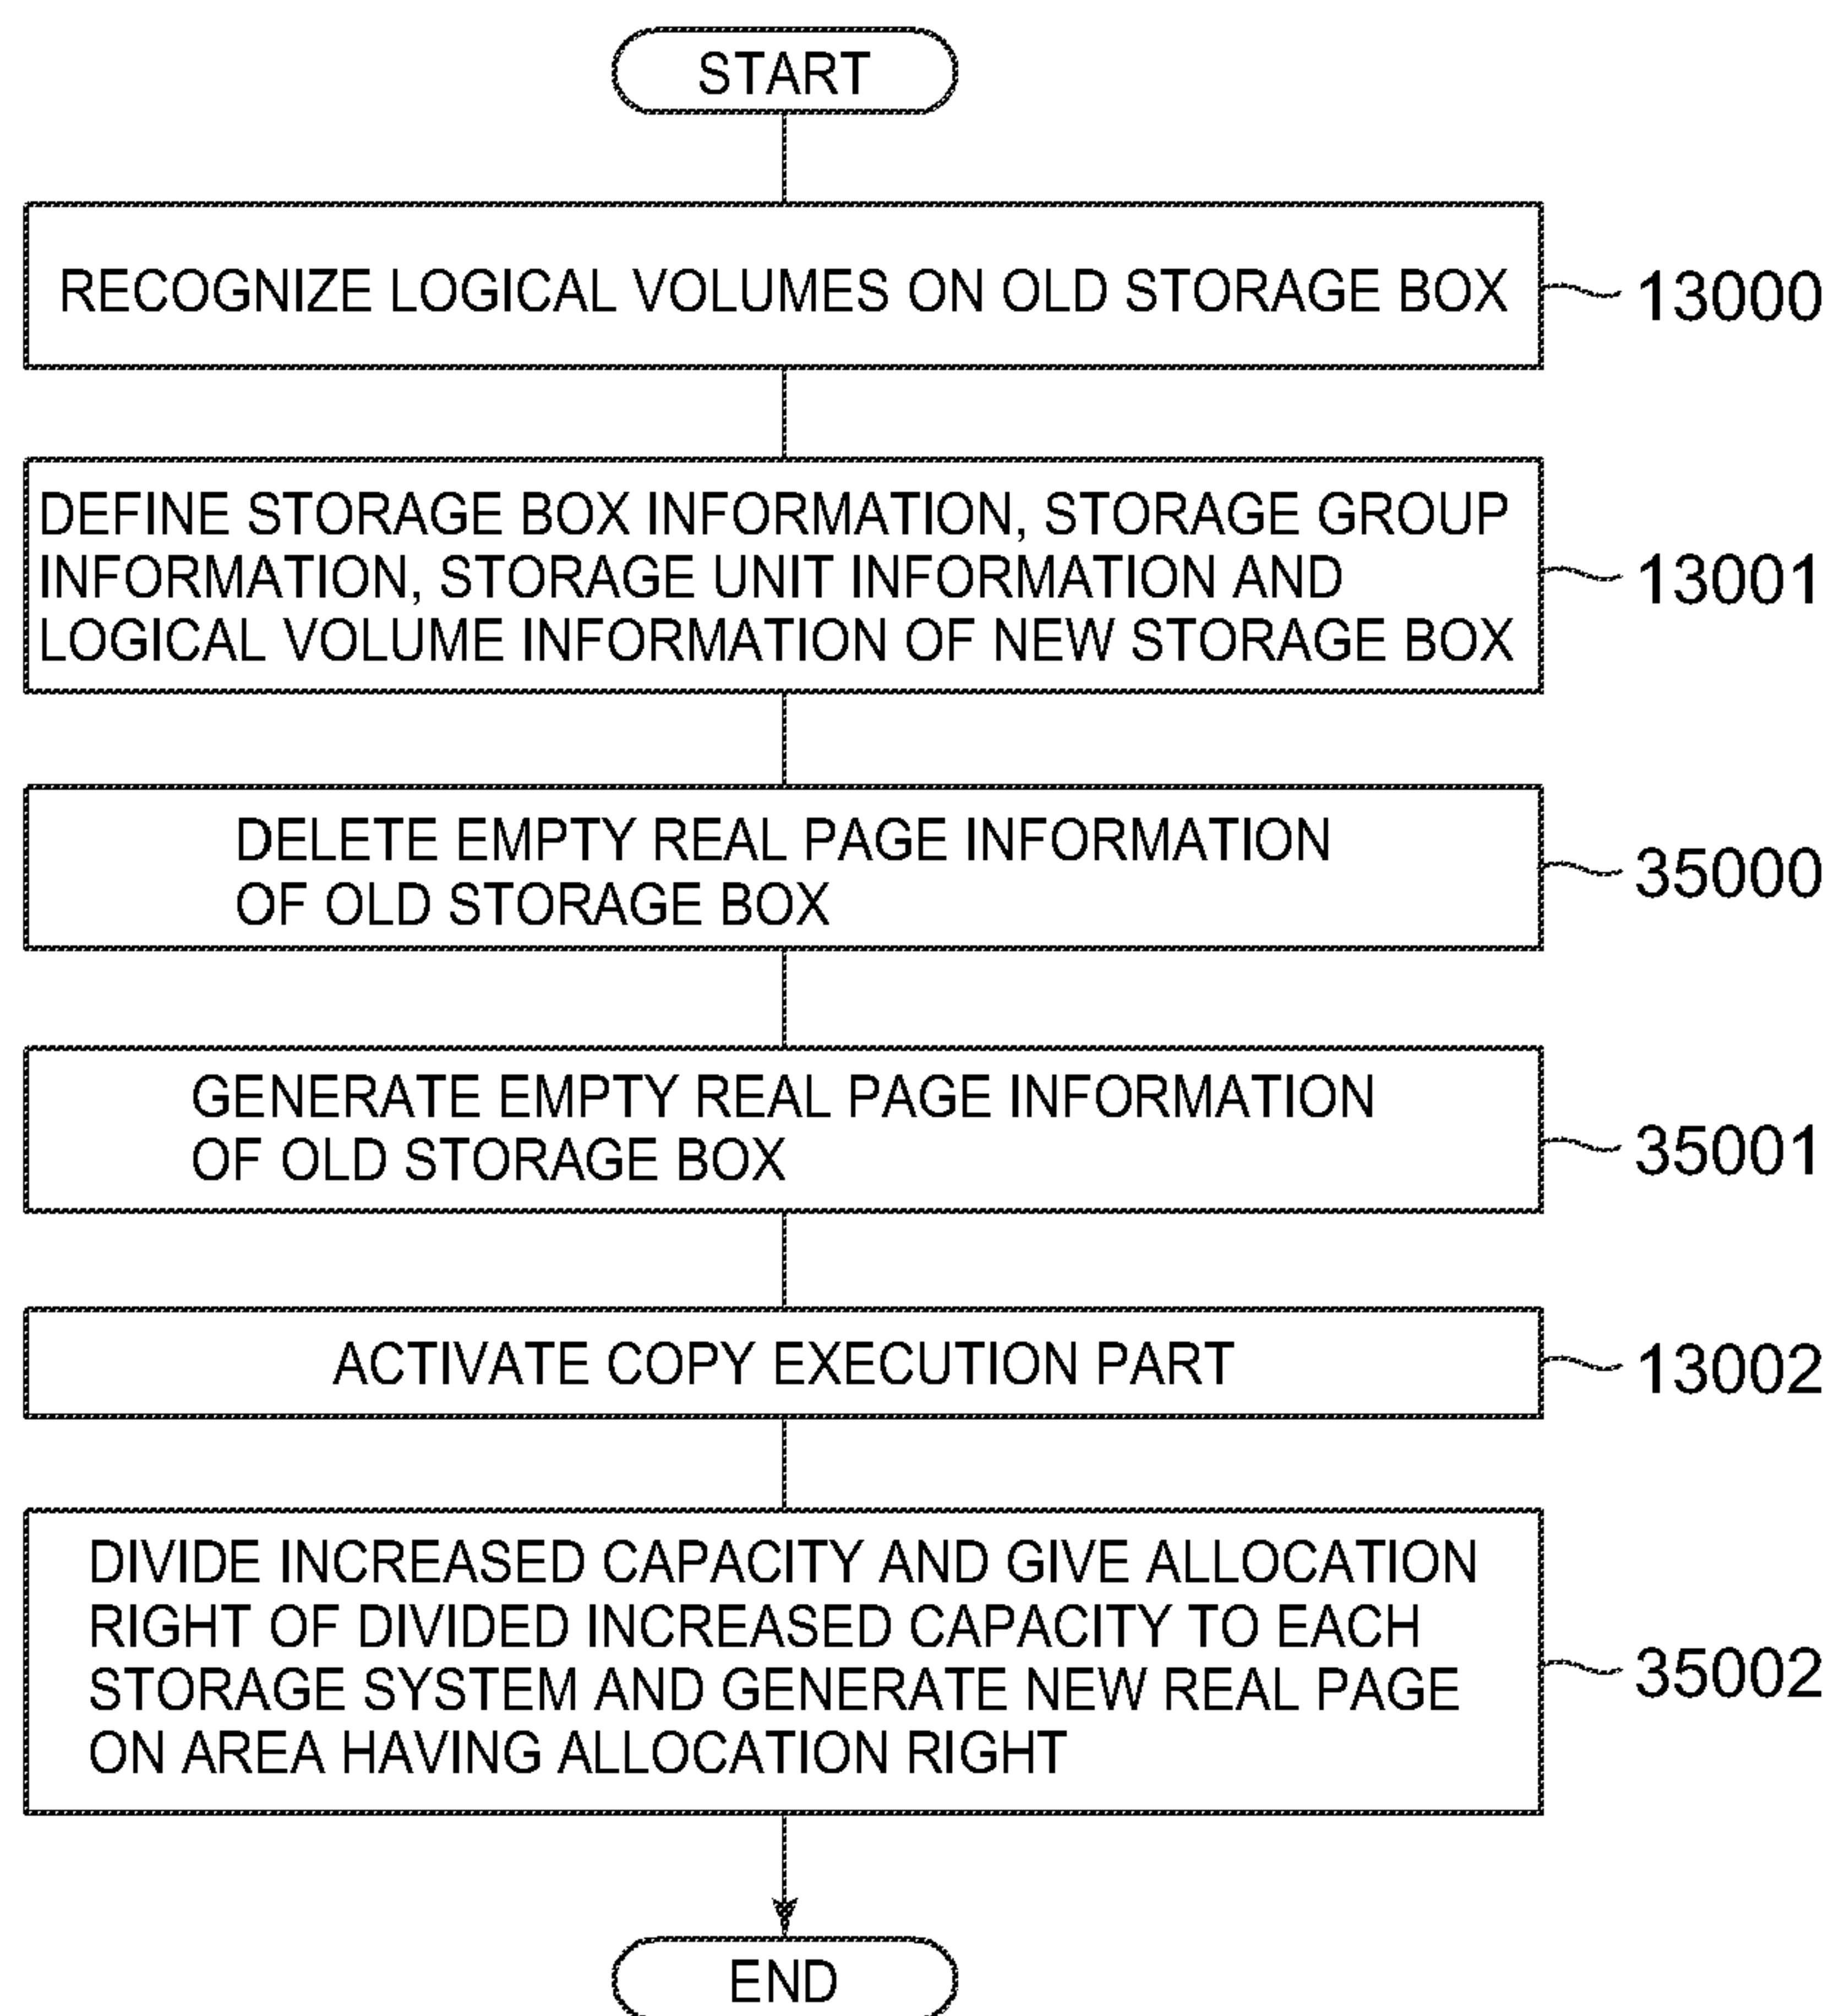 START
RECOGNIZE LOGICAL VOLUMES ON OLD STORAGE BOX
13000
DEFINE STORAGE BOX INFORMATION, STORAGE GROUP
INFORMATION, STORAGE UNIT INFORMATION AND
LOGICAL VOLUME INFORMATION OF NEW STORAGE BOX
13001
DELETE EMPTY REAL PAGE INFORMATION
OF OLD STORAGE BOX
35000
GENERATE EMPTY REAL PAGE INFORMATION
OF OLD STORAGE BOX
35001
ACTIVATE COPY EXECUTION PART
13002
DIVIDE INCREASED CAPACITY AND GIVE ALLOCATION
RIGHT OF DIVIDED INCREASED CAPACITY TO EACH
STORAGE SYSTEM AND GENERATE NEW REAL PAGE
ON AREA HAVING ALLOCATION RIGHT
35002
END